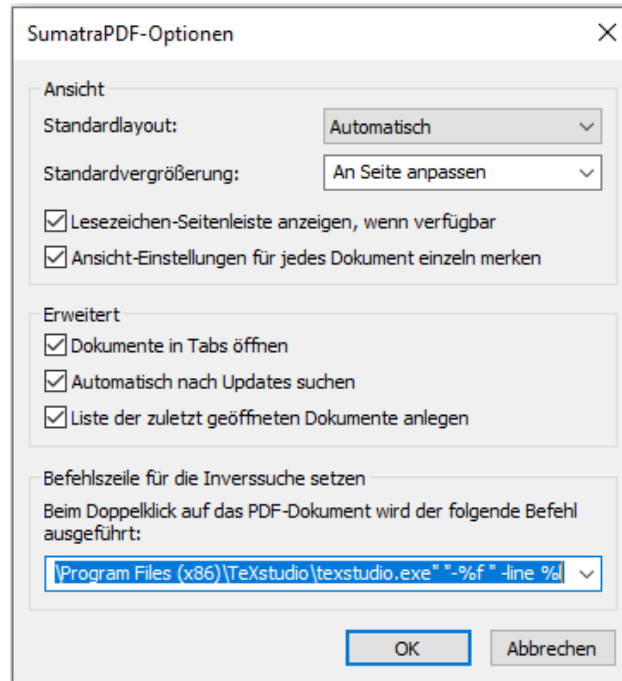 SumatraPDF-Optionen
Ansicht
Standardlayout: Automatisch
Standardvergrößerung: An Seite anpassen
Lesezeichen-Seitenleiste anzeigen, wenn verfügbar
Ansicht-Einstellungen für jedes Dokument einzeln merken
Erweitert
Dokumente in Tabs öffnen
Automatisch nach Updates suchen
Liste der zuletzt geöffneten Dokumente anlegen
Befehlszeile für die Inverssuche setzen
Beim Doppelklick auf das PDF-Dokument wird der folgende Befehl
ausgeführt:
\Program Files (x86)\TeXstudio\texstudio.exe" "-%f " -line %l
OK Abbrechen